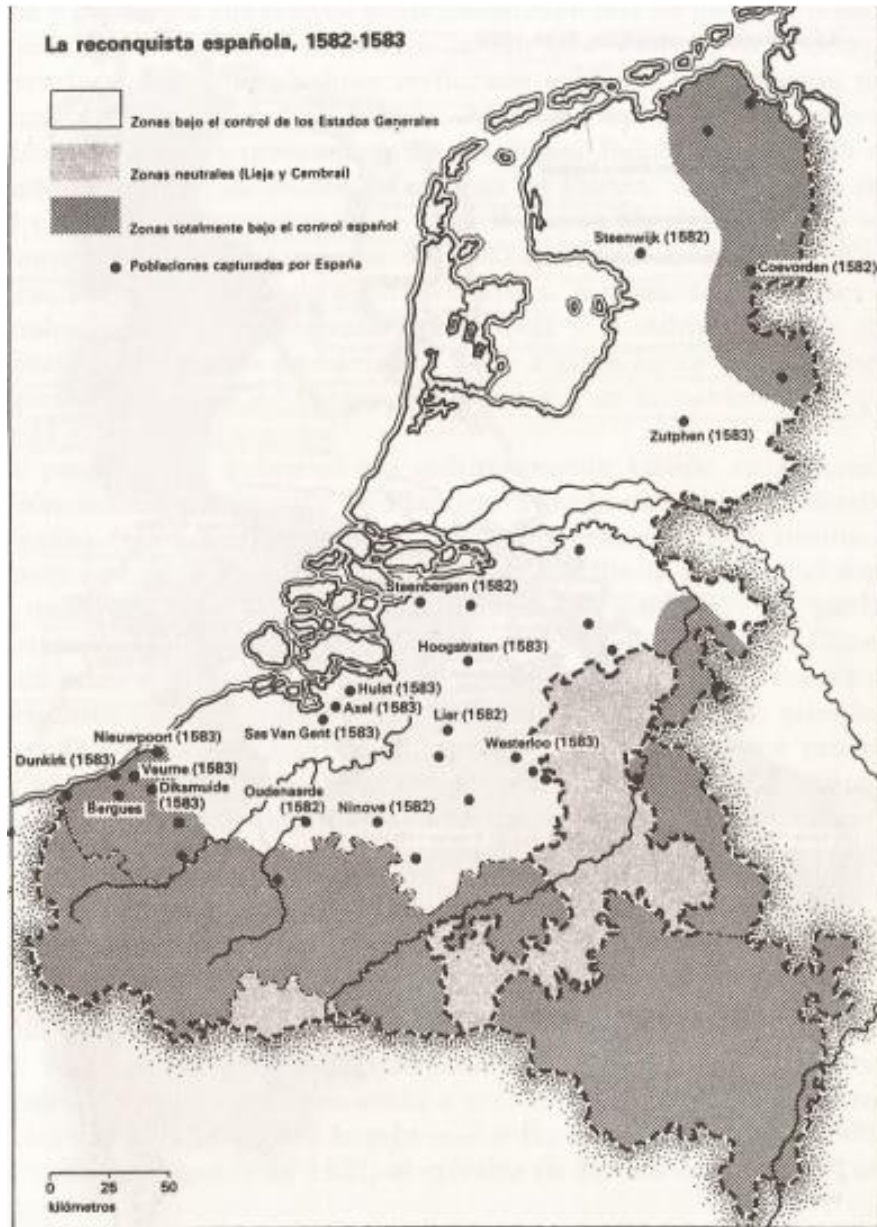 La reconquista española, 1582-1583
Zonas bajo el control de los Estados Generales
Zonas neutrales (Lieja y Cambrai)
Zonas totalmente bajo el control español
Poblaciones capturadas por España
Steenwijk (1582)
Coevorden (1582)
Zutphen (1583)
Steenbergen (1582)
Hoogstraten (1583)
Hulst (1583)
Axel (1583)
Sas Van Gent (1583)
Lier (1582)
Westerloo (1583)
Nieuwpoort (1583)
Dunkirk (1583)
Veurne (1583)
Diksmuide
(1583)
Bergues
Oudenaarde
(1582)
Ninove (1582)
0 50
kilómetros